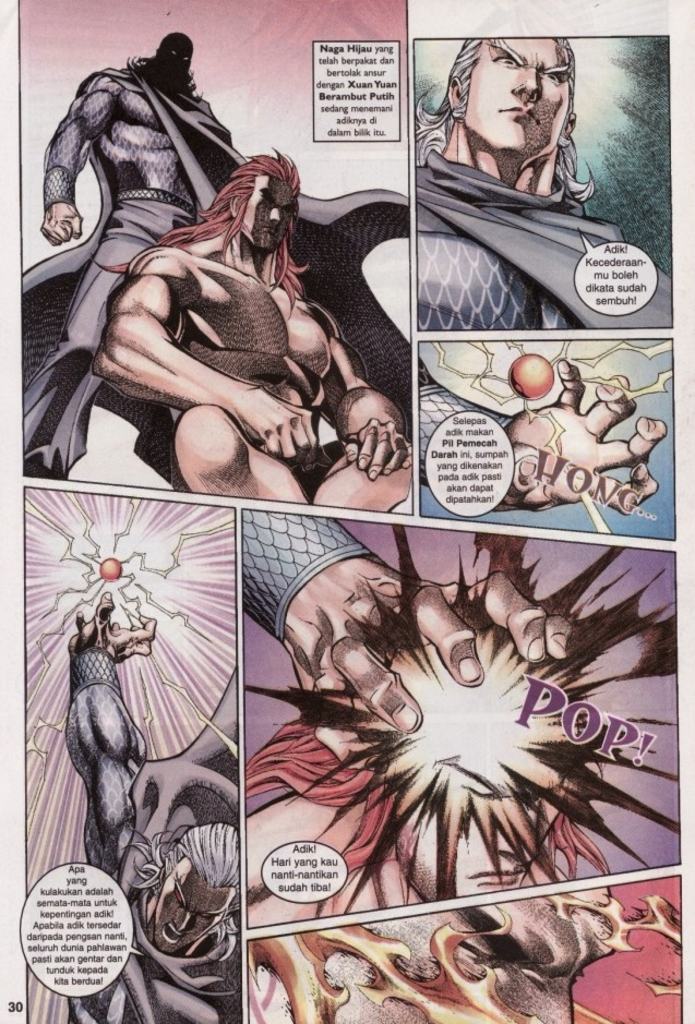 Naga Hijau yang
telah berpakat dan
bertolak ansur
dengan Xuan Yuan
Berambut Putih
sedang menemani
adiknya di
dalam bilik itu.
Adik!
Kecederaan-
mu boleh
dikata sudah
sembuh!
Selepas
adik makan
Pil Pemecah
Darah ini, sumpah
yang dikenakan
pada adik pasti
akan dapat
dipatahkan!
HONG...
Apa
yang
kulakukan adalah
semata-mata untuk
kepentingan adik!
Apabila adik tersedar
daripada pengsan nanti,
seluruh dunia pahlawan
pasti akan gentar dan
tunduk kepada
kita berdua!
POP!
Adik!
Hari yang kau
nanti-nantikan
sudah tiba!
30